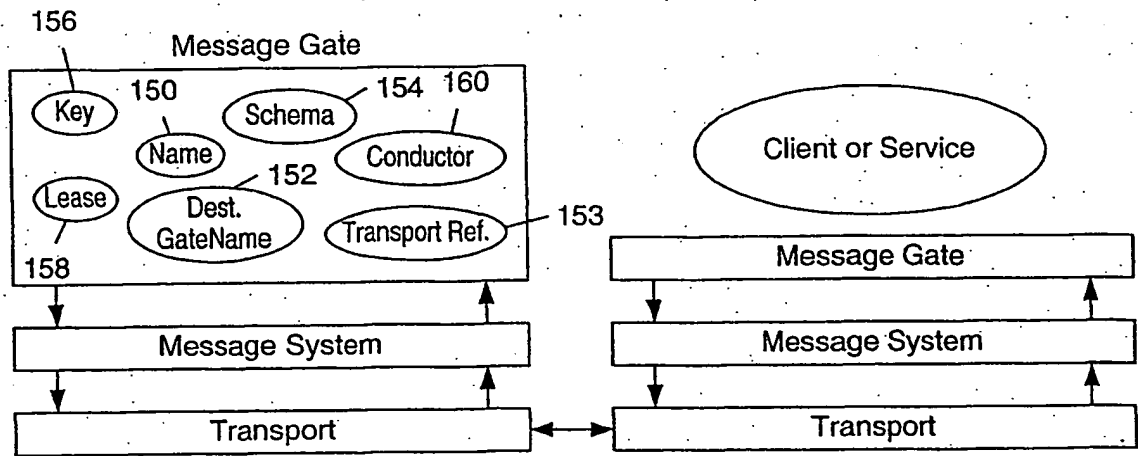 156
Message Gate
150
154
160
Key
Schema
Name
Conductor
152
Lease
Dest.
GateName
Transport Ref.
153
158
Message System
Transport
Client or Service
Message Gate
Message System
Transport